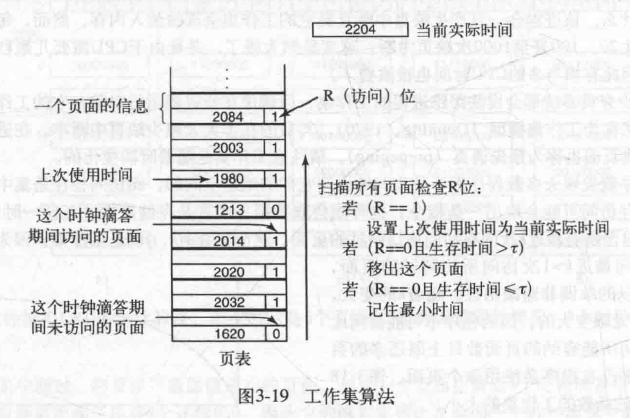 2204 当前实际时间
一个页面的信息
R（访问）位
2084 1
2003 1
上次使用时间
1980 1
1213 0
这个时钟滴答
期间访问的页面
2014 1
2020 1
2032 1
这个时钟滴答期
间未访问的页面
1620 0
页表
扫描所有页面检查R位.
若（R == 1）
设置上次使用时间为当前实际时间
若（R==0且生存时间＞τ）
移出这个页面
若（R==0且生存时间≤τ）
记住最小时间
图3-19 工作集算法